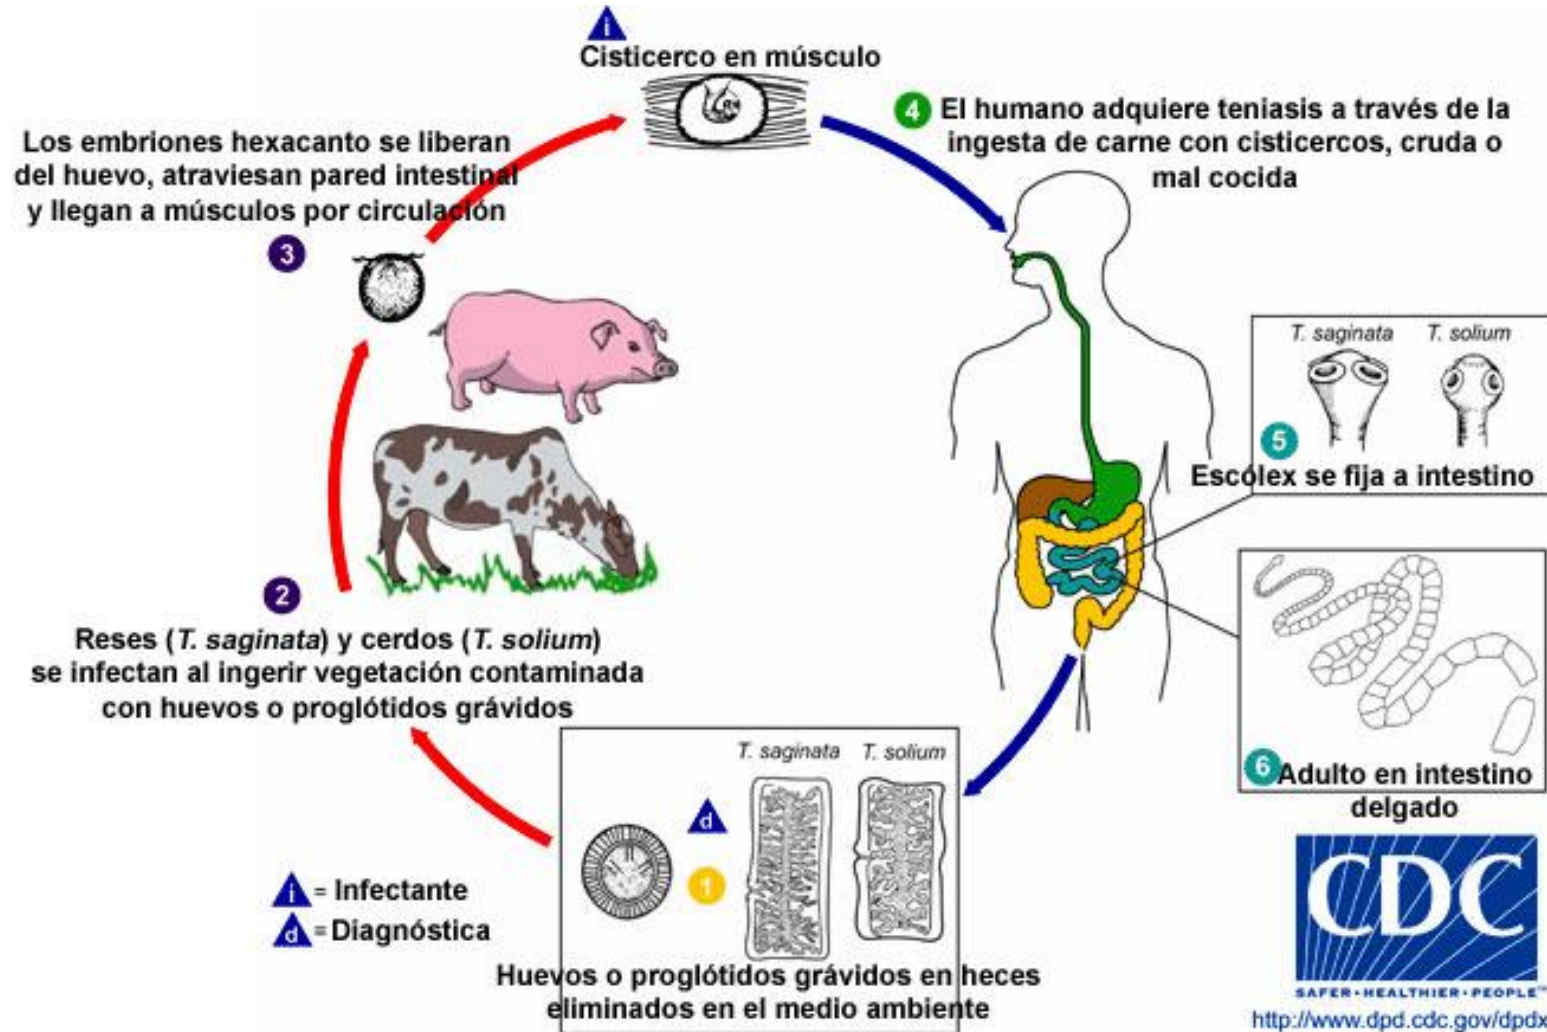 i
Cisticerco en músculo
4 El humano adquiere teniasis a través de la
ingesta de carne con cisticercos, cruda o
mal cocida
Los embriones hexacanto se liberan
del huevo, atraviesan pared intestinal
y llegan a músculos por circulación
3
T. saginata T. solium
5
Escólex se fija a intestino
2
Reses (T. saginata) y cerdos (T. solium)
se infectan al ingerir vegetación contaminada
con huevos o proglótidos grávidos
6 Adulto en intestino
delgado
T. saginata T. solium
d
1
i = Infectante
d = Diagnóstica
Huevos o proglótidos grávidos en heces
eliminados en el medio ambiente
CDC
SAFER•HEALTHIER•PEOPLE™
http://www.dpd.cdc.gov/dpdx